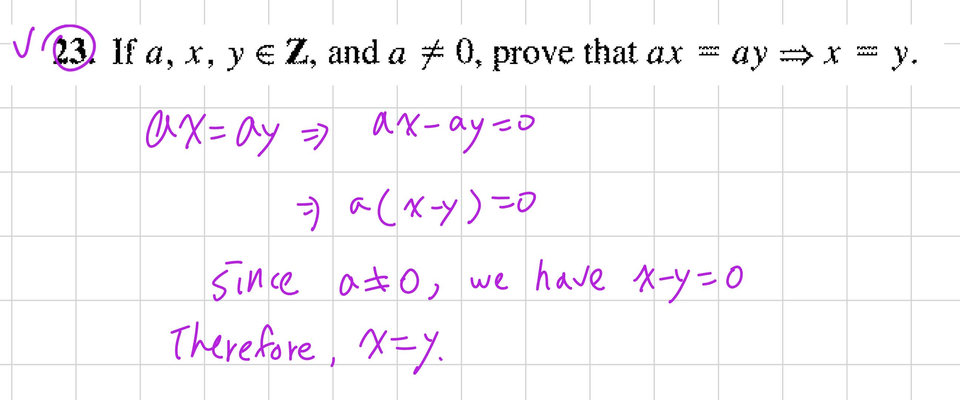 ✓ 23. If a, x, y ∈ Z, and a ≠ 0, prove that ax = ay ⟹ x = y.
ax=ay ⇒ ax-ay=0
⇒ a(x-y)=0
since a≠0, we have x-y=0
Therefore, x=y.